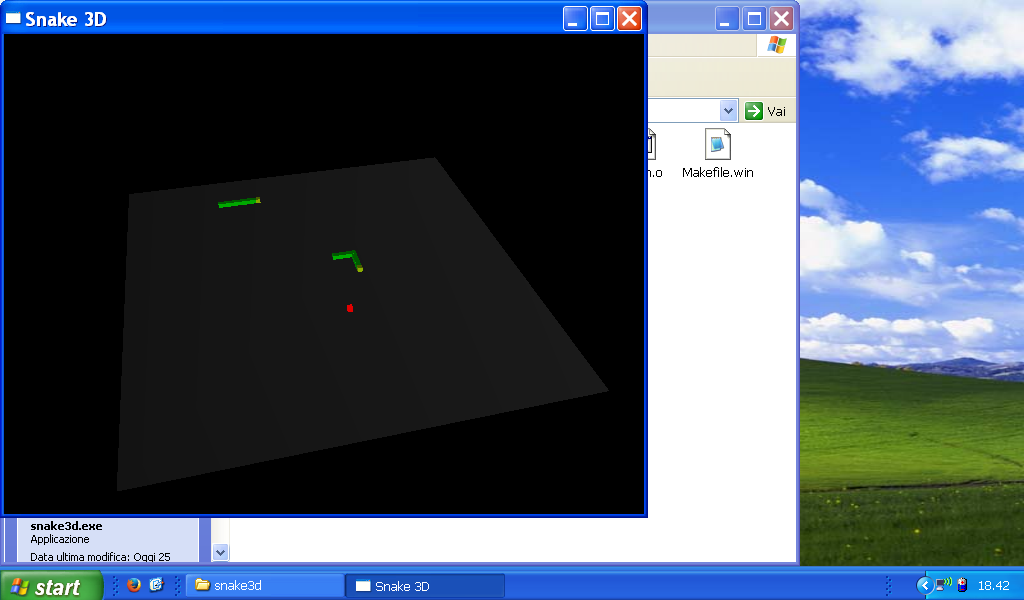 Snake 3D
Vai
n.o
Makefile.win
snake3d.exe
Applicazione
Data ultima modifica: Oggi 25
start
snake3d
Snake 3D
18.42